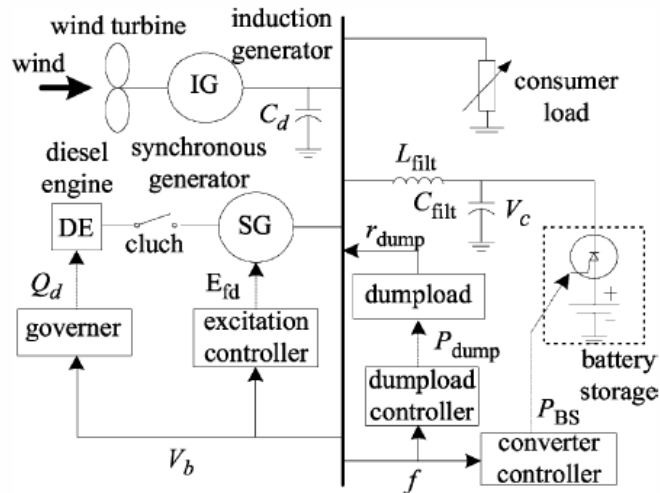 wind turbine
induction
generator
wind
IG
C_d
consumer
load
diesel
engine
synchronous
generator
DE
cluch
SG
L_filt
C_filt
V_c
r_dump
Q_d
E_fd
dumpload
+
−
governer
excitation
controller
P_dump
battery
storage
dumpload
controller
P_BS
V_b
f
converter
controller